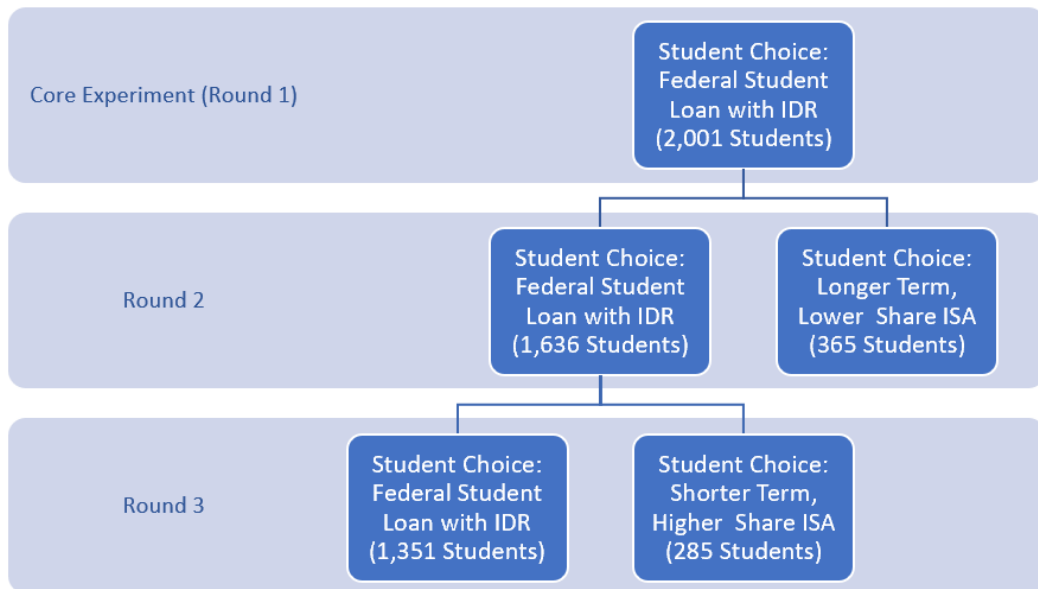 Core Experiment (Round 1)
Student Choice:
Federal Student
Loan with IDR
(2,001 Students)
Round 2
Student Choice:
Federal Student
Loan with IDR
(1,636 Students)
Student Choice:
Longer Term,
Lower Share ISA
(365 Students)
Round 3
Student Choice:
Federal Student
Loan with IDR
(1,351 Students)
Student Choice:
Shorter Term,
Higher Share ISA
(285 Students)